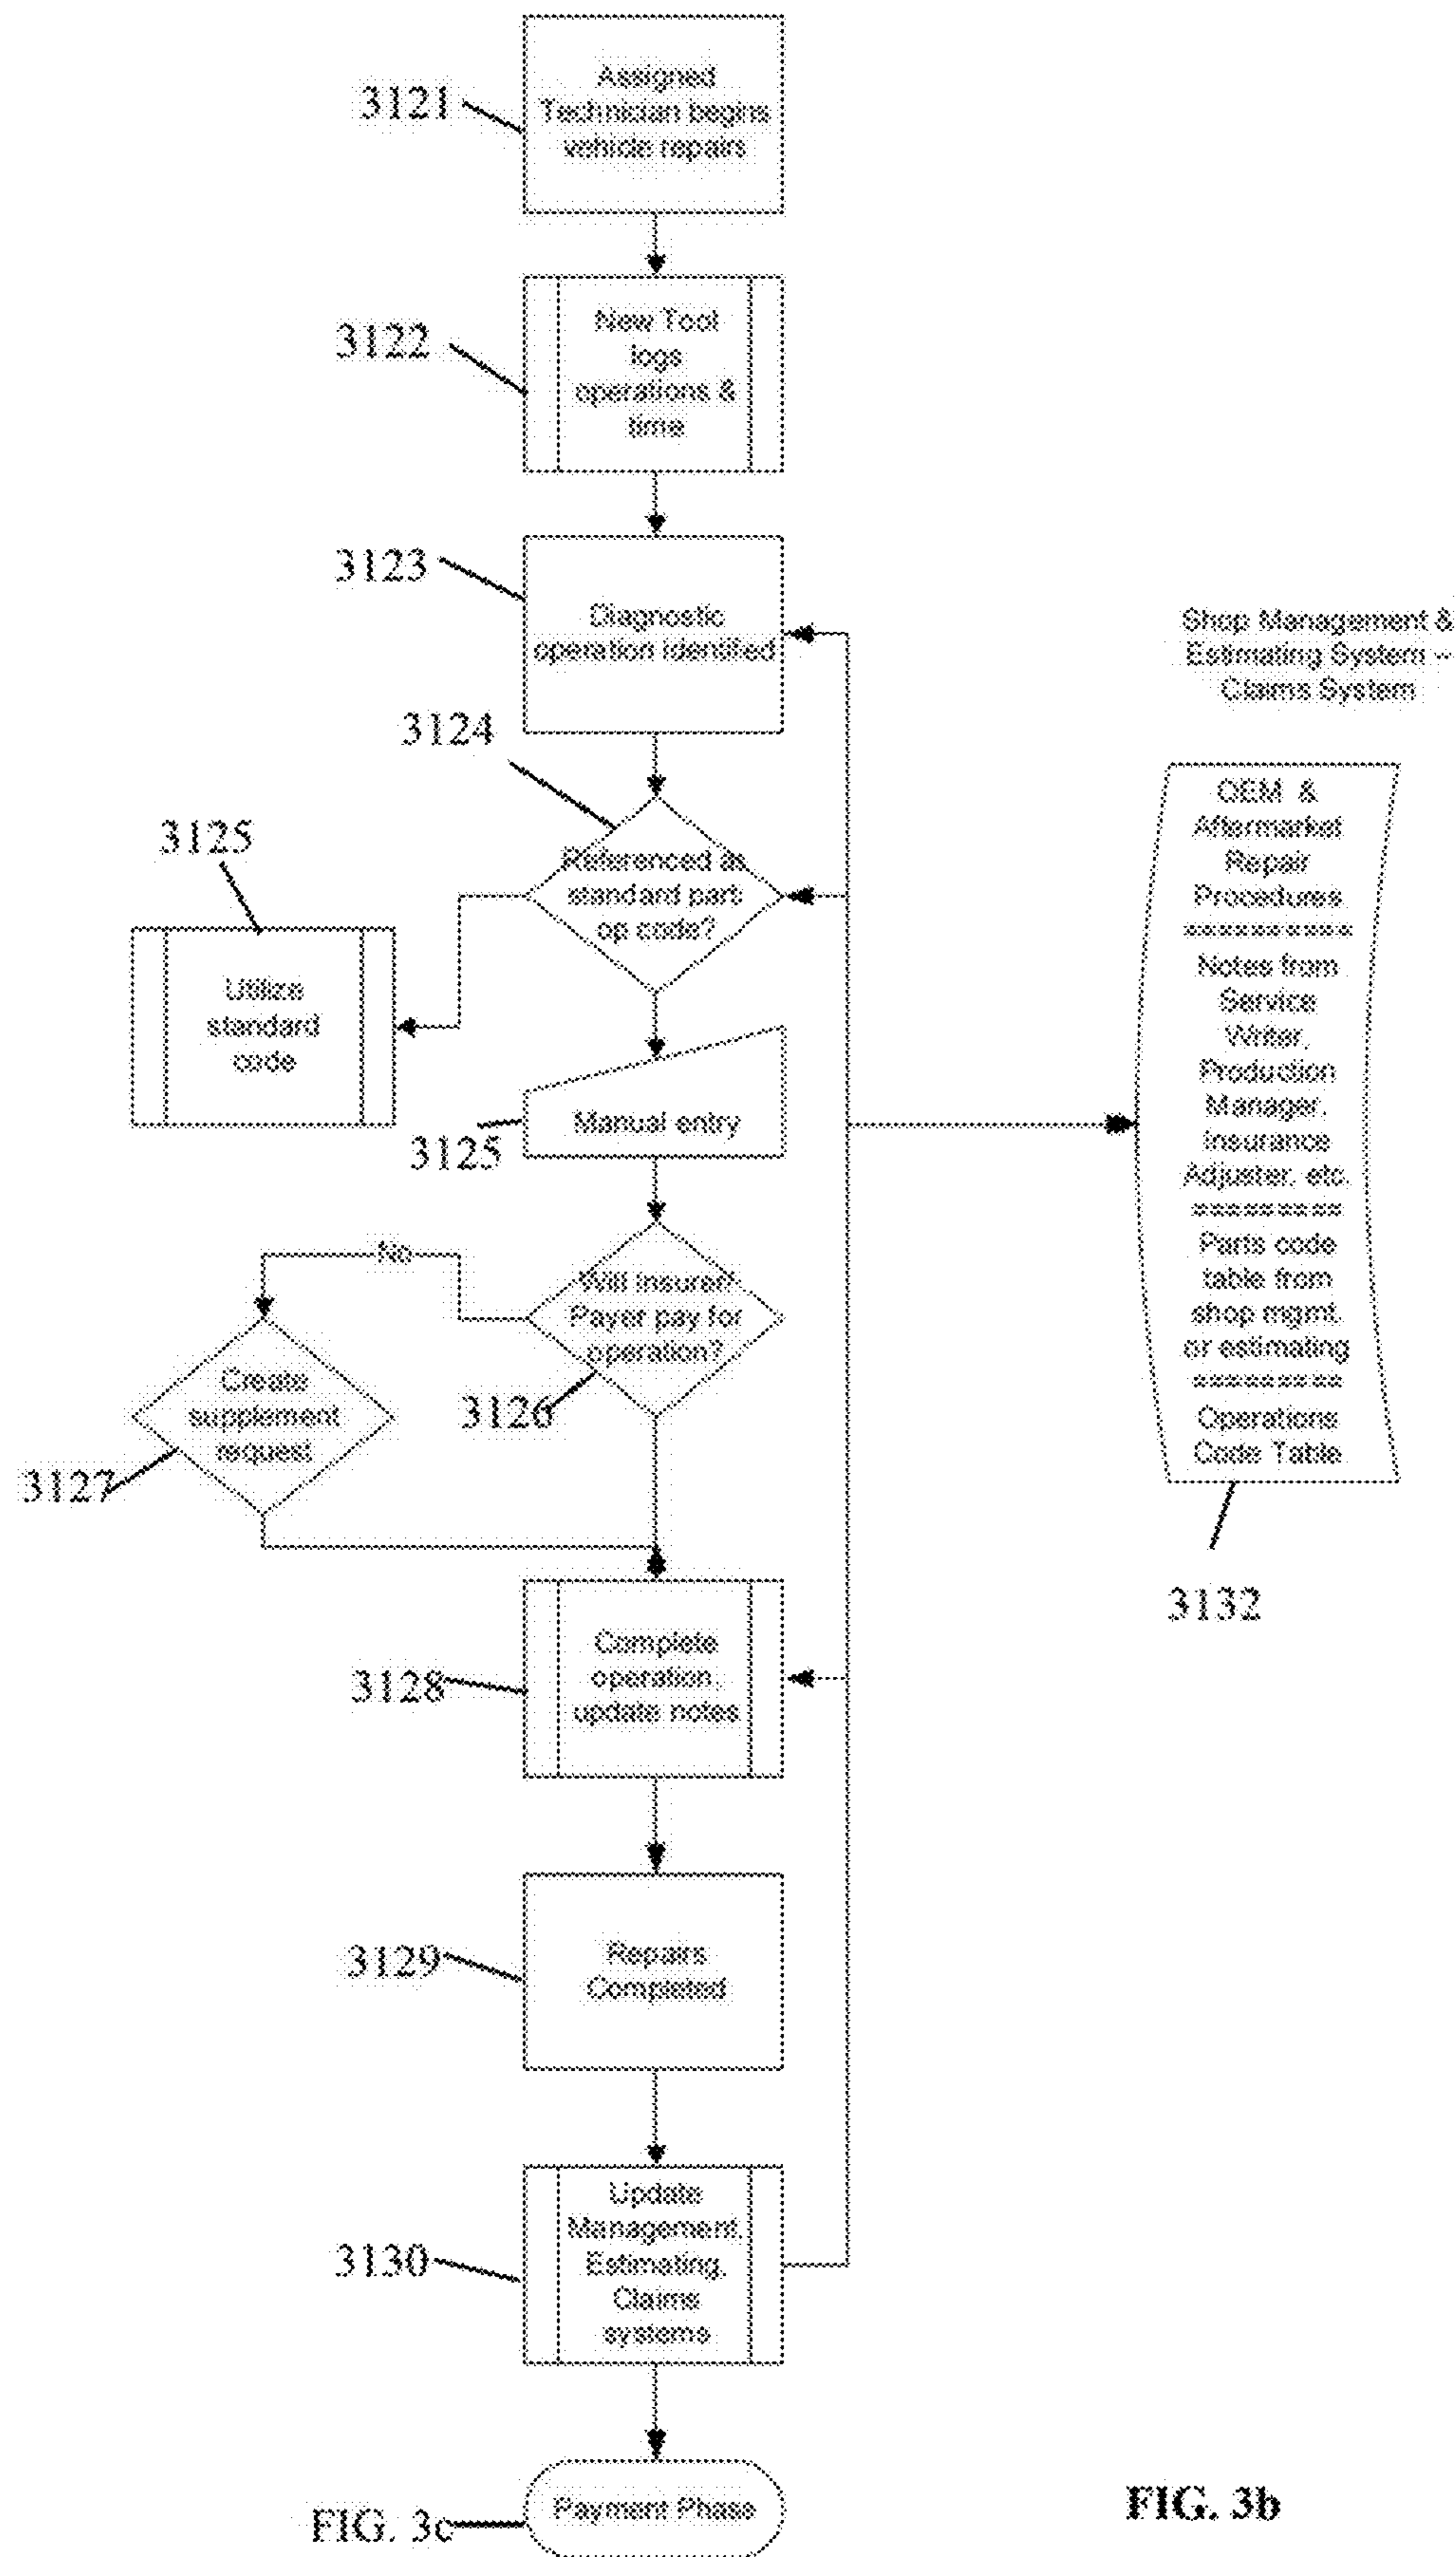 Assigned
Technician begins
vehicle repairs
3121
New Tool
logs
operations &
time
3122
Diagnostic
operation identified
3123
Shop Management &
Estimating System –
Claims System
3124
Referenced as
standard part
op code?
3125
Utilize
standard
code
Manual entry
3125
OEM &
Aftermarket
Repair
Procedures
==========
Notes from
Service
Writer,
Production
Manager,
Insurance
Adjuster, etc.
=========
Parts code
table from
shop mgmt.
or estimating
=========
Operations
Code Table
3132
No
Will Insurer/
Payer pay for
operation?
3126
Create
supplement
request
3127
Complete
operation,
update notes
3128
Repairs
Completed
3129
Update
Management,
Estimating,
Claims
systems
3130
Payment Phase
FIG. 3c
FIG. 3b